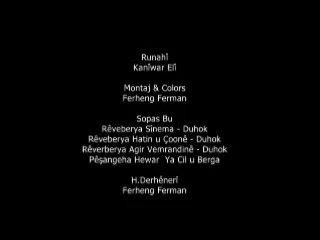 Runahî
Kanîwar Elî
Montaj & Colors
Ferheng Ferman
Sopas Bu
Rêveberya Sînema - Duhok
Rêveberya Hatin u Çoonê - Duhok
Rêverberya Agir Vemrandinê - Duhok
Pêşangeha Hewar Ya Cil u Berga
H.Derhênerî
Ferheng Ferman